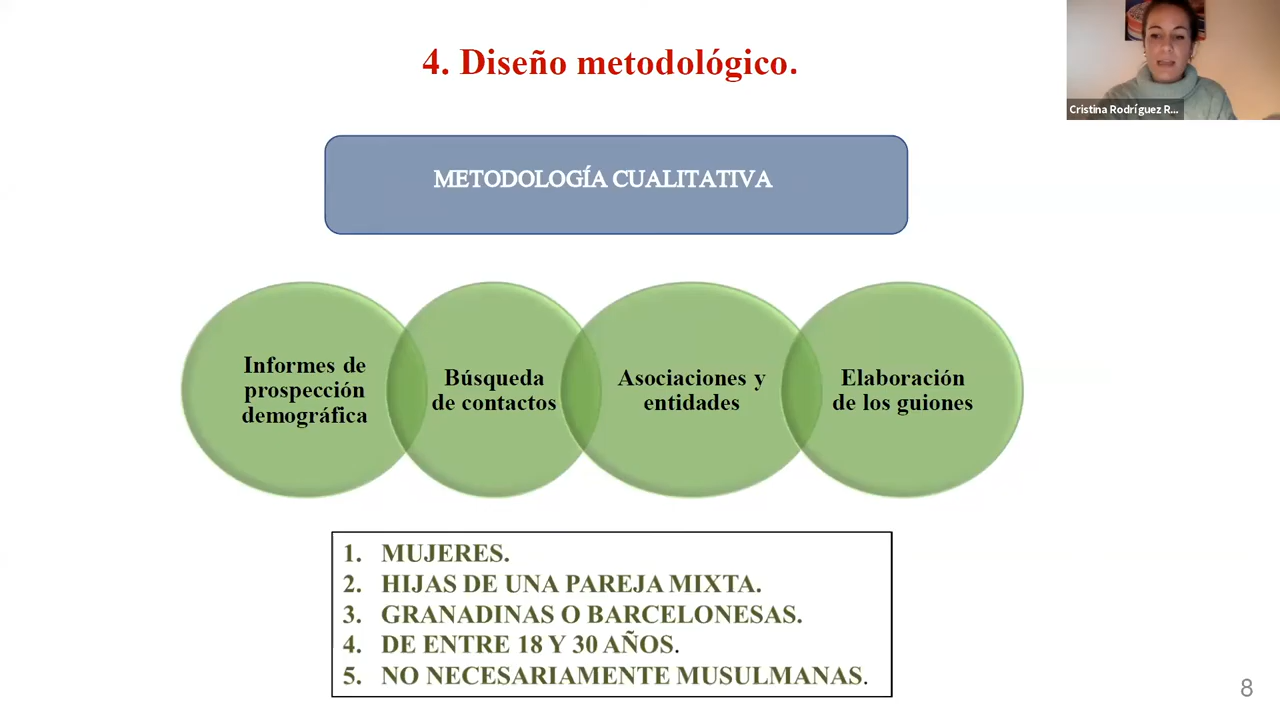 4. Diseño metodológico.
Cristina Rodríguez R...
METODOLOGÍA CUALITATIVA
Informes de
prospección
demográfica
Búsqueda
de contactos
Asociaciones y
entidades
Elaboración
de los guiones
1. MUJERES.
2. HIJAS DE UNA PAREJA MIXTA.
3. GRANADINAS O BARCELONESAS.
4. DE ENTRE 18 Y 30 AÑOS.
5. NO NECESARIAMENTE MUSULMANAS.
8